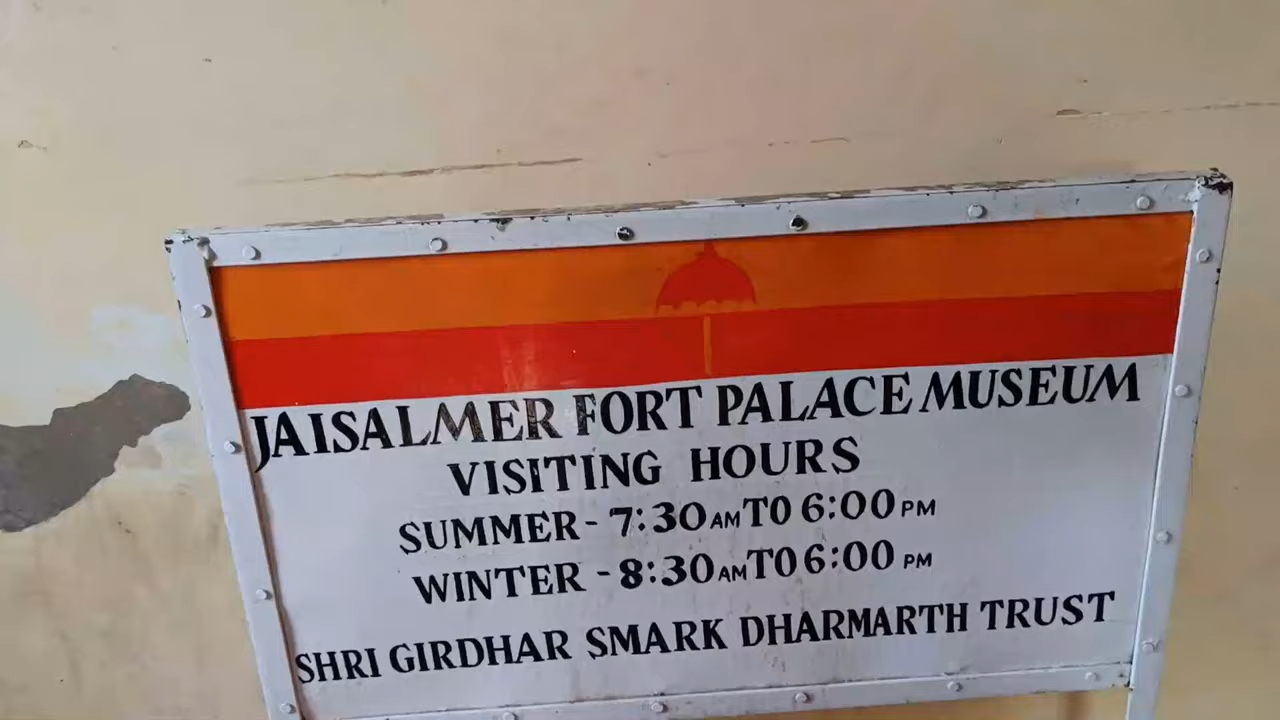 JAISALMER FORT PALACE MUSEUM
VISITING HOURS
SUMMER - 7:30 AM TO 6:00 PM
WINTER - 8:30 AM TO 6:00 PM
SHRI GIRDHAR SMARK DHARMARTH TRUST